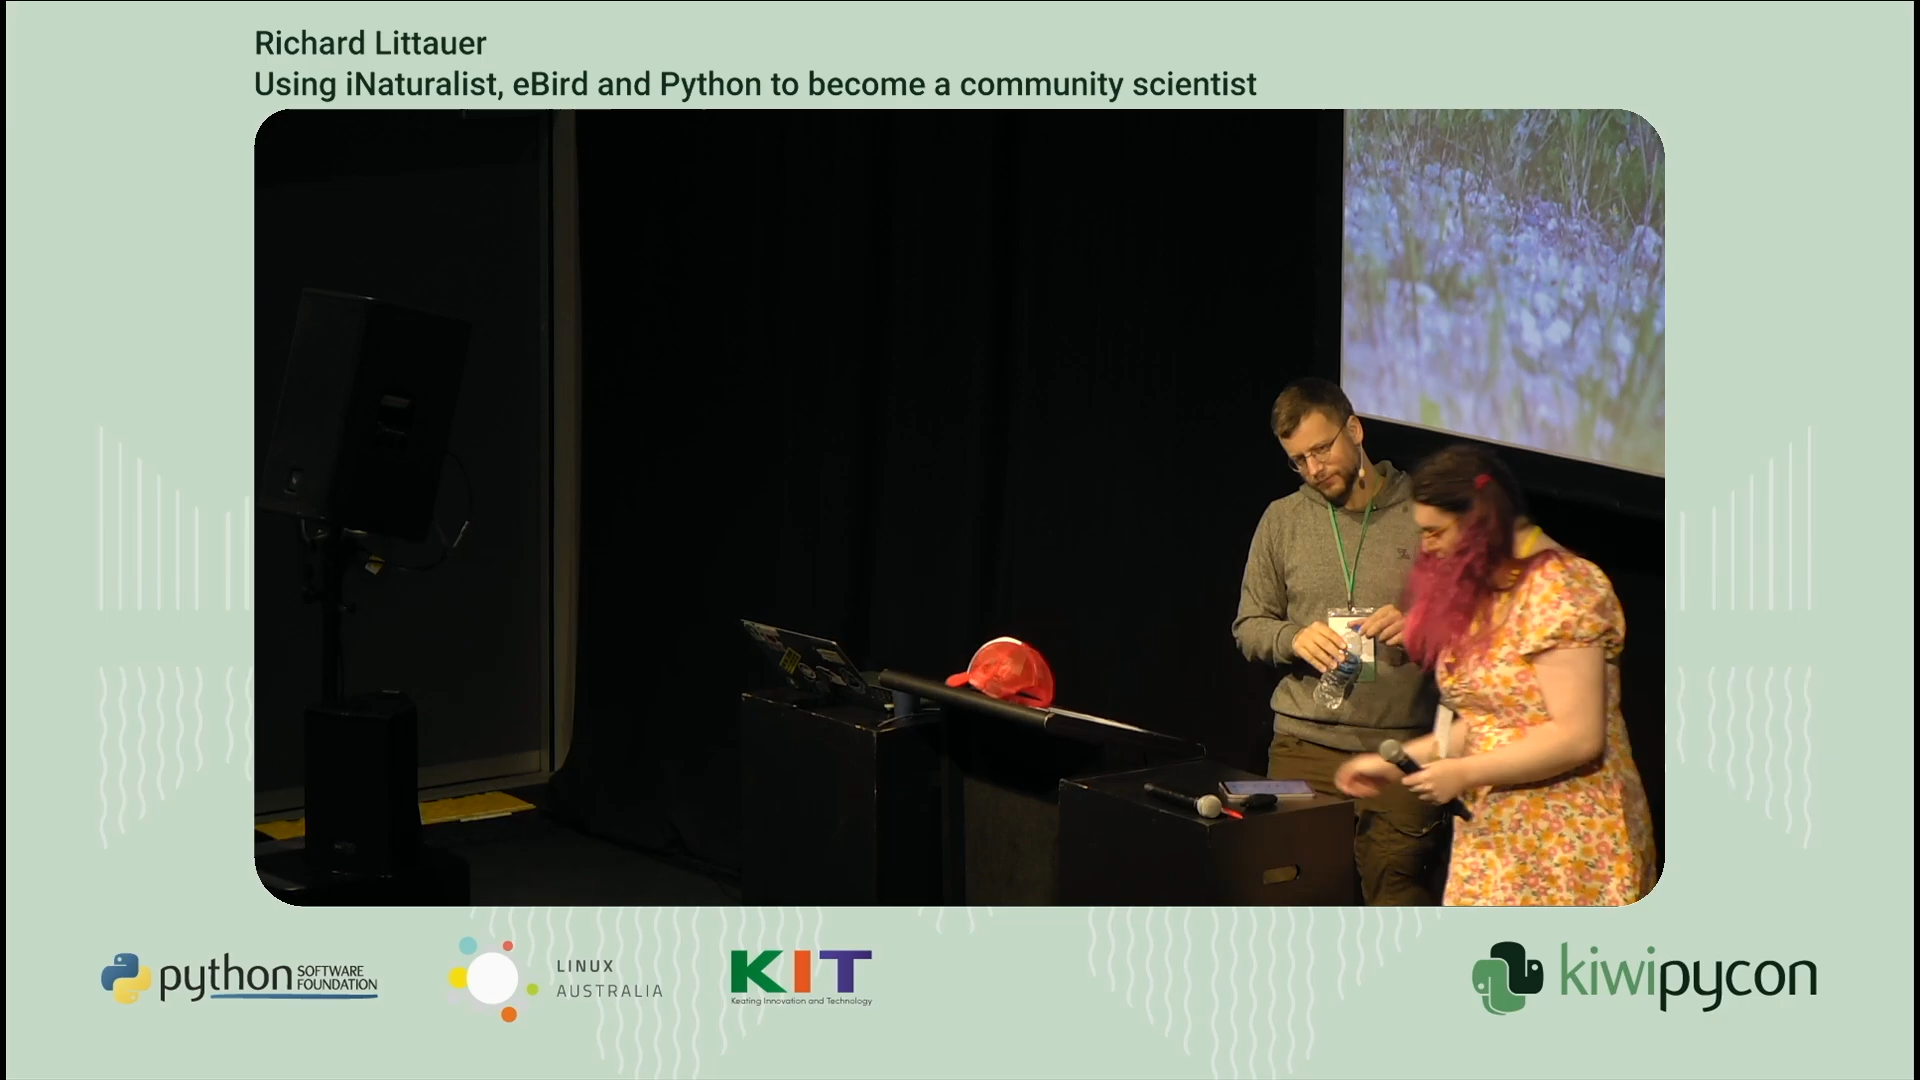 Richard Littauer
Using iNaturalist, eBird and Python to become a community scientist
python SOFTWARE FOUNDATION
LINUX AUSTRALIA
KIT
Keating Innovation and Technology
kiwipycon